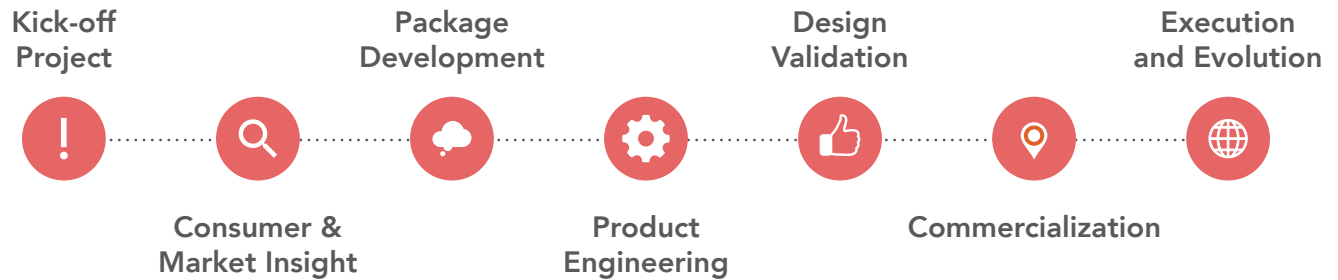 Kick-off
Project
Consumer &
Market Insight
Package
Development
Product
Engineering
Design
Validation
Commercialization
Execution
and Evolution